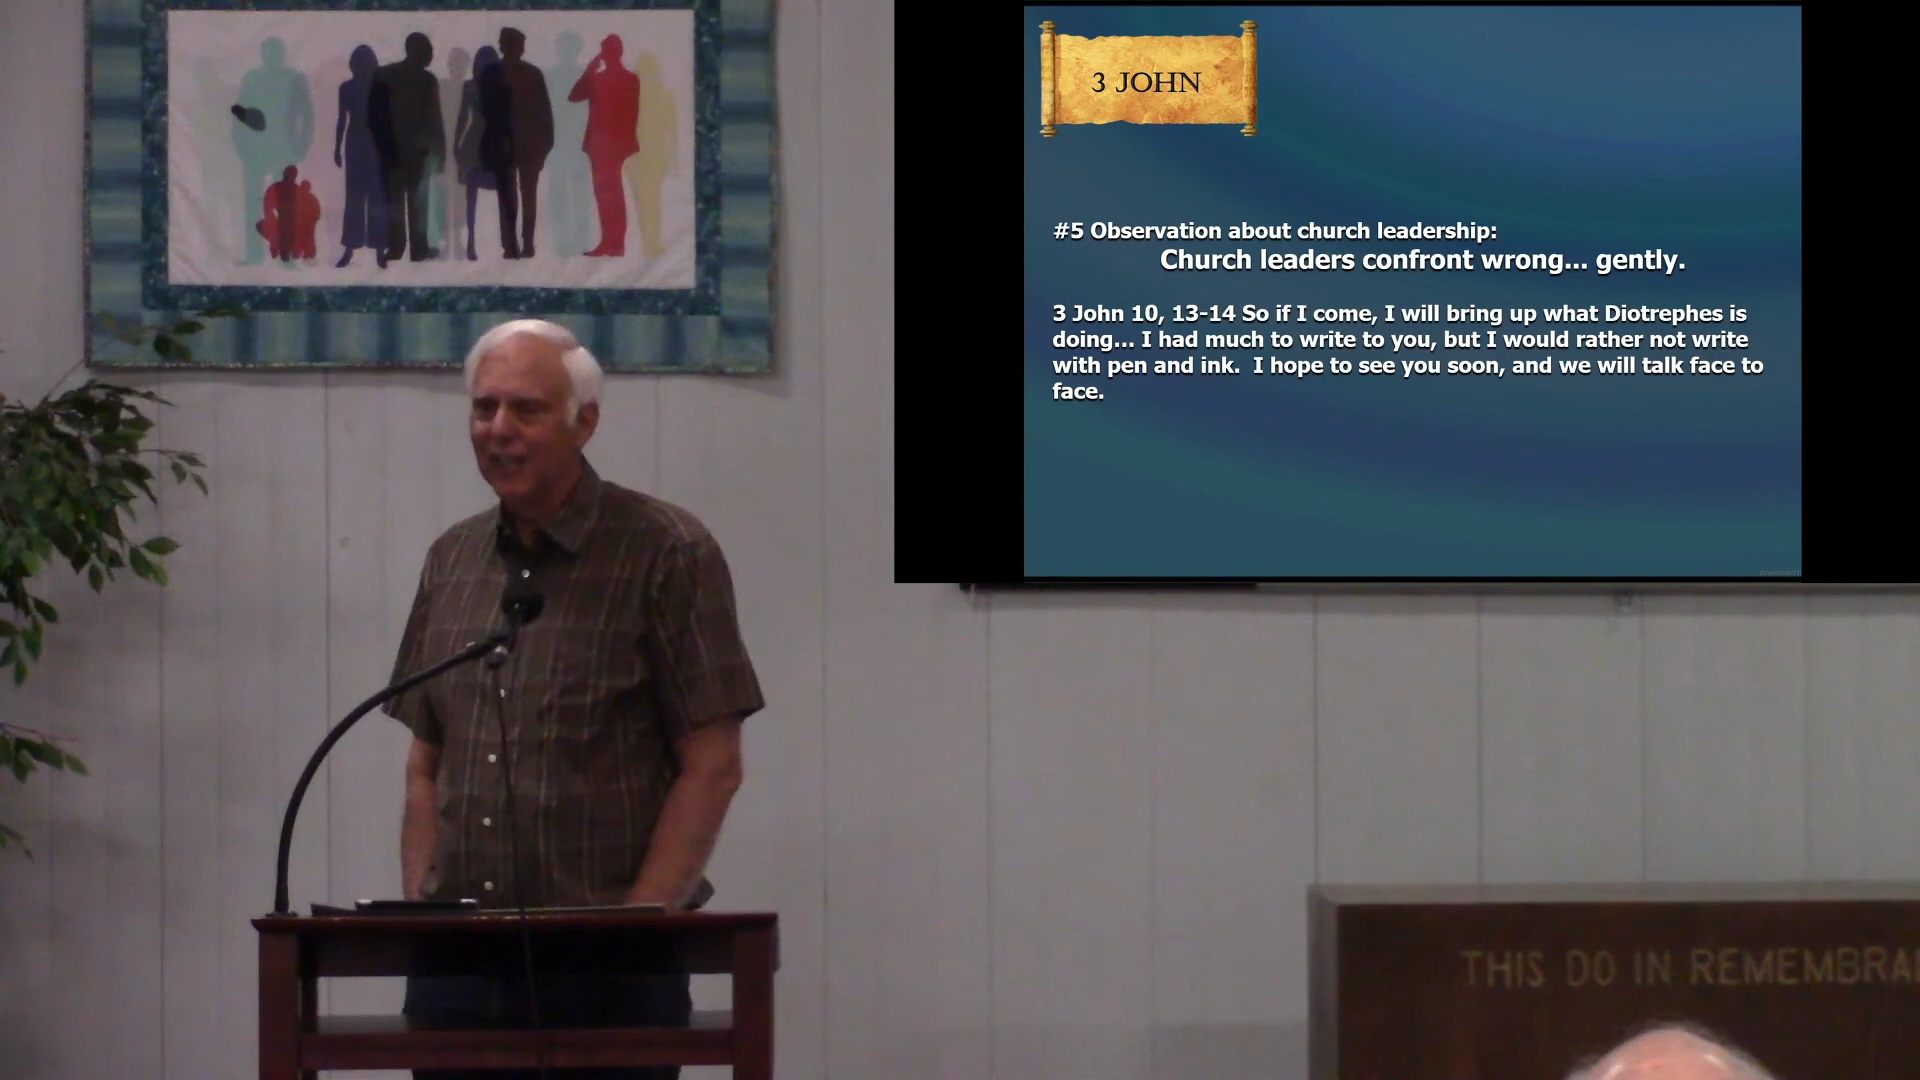 3 JOHN
#5 Observation about church leadership:
Church leaders confront wrong... gently.
3 John 10, 13-14 So if I come, I will bring up what Diotrephes is
doing... I had much to write to you, but I would rather not write
with pen and ink.  I hope to see you soon, and we will talk face to
face.
THIS DO IN REMEMBRA